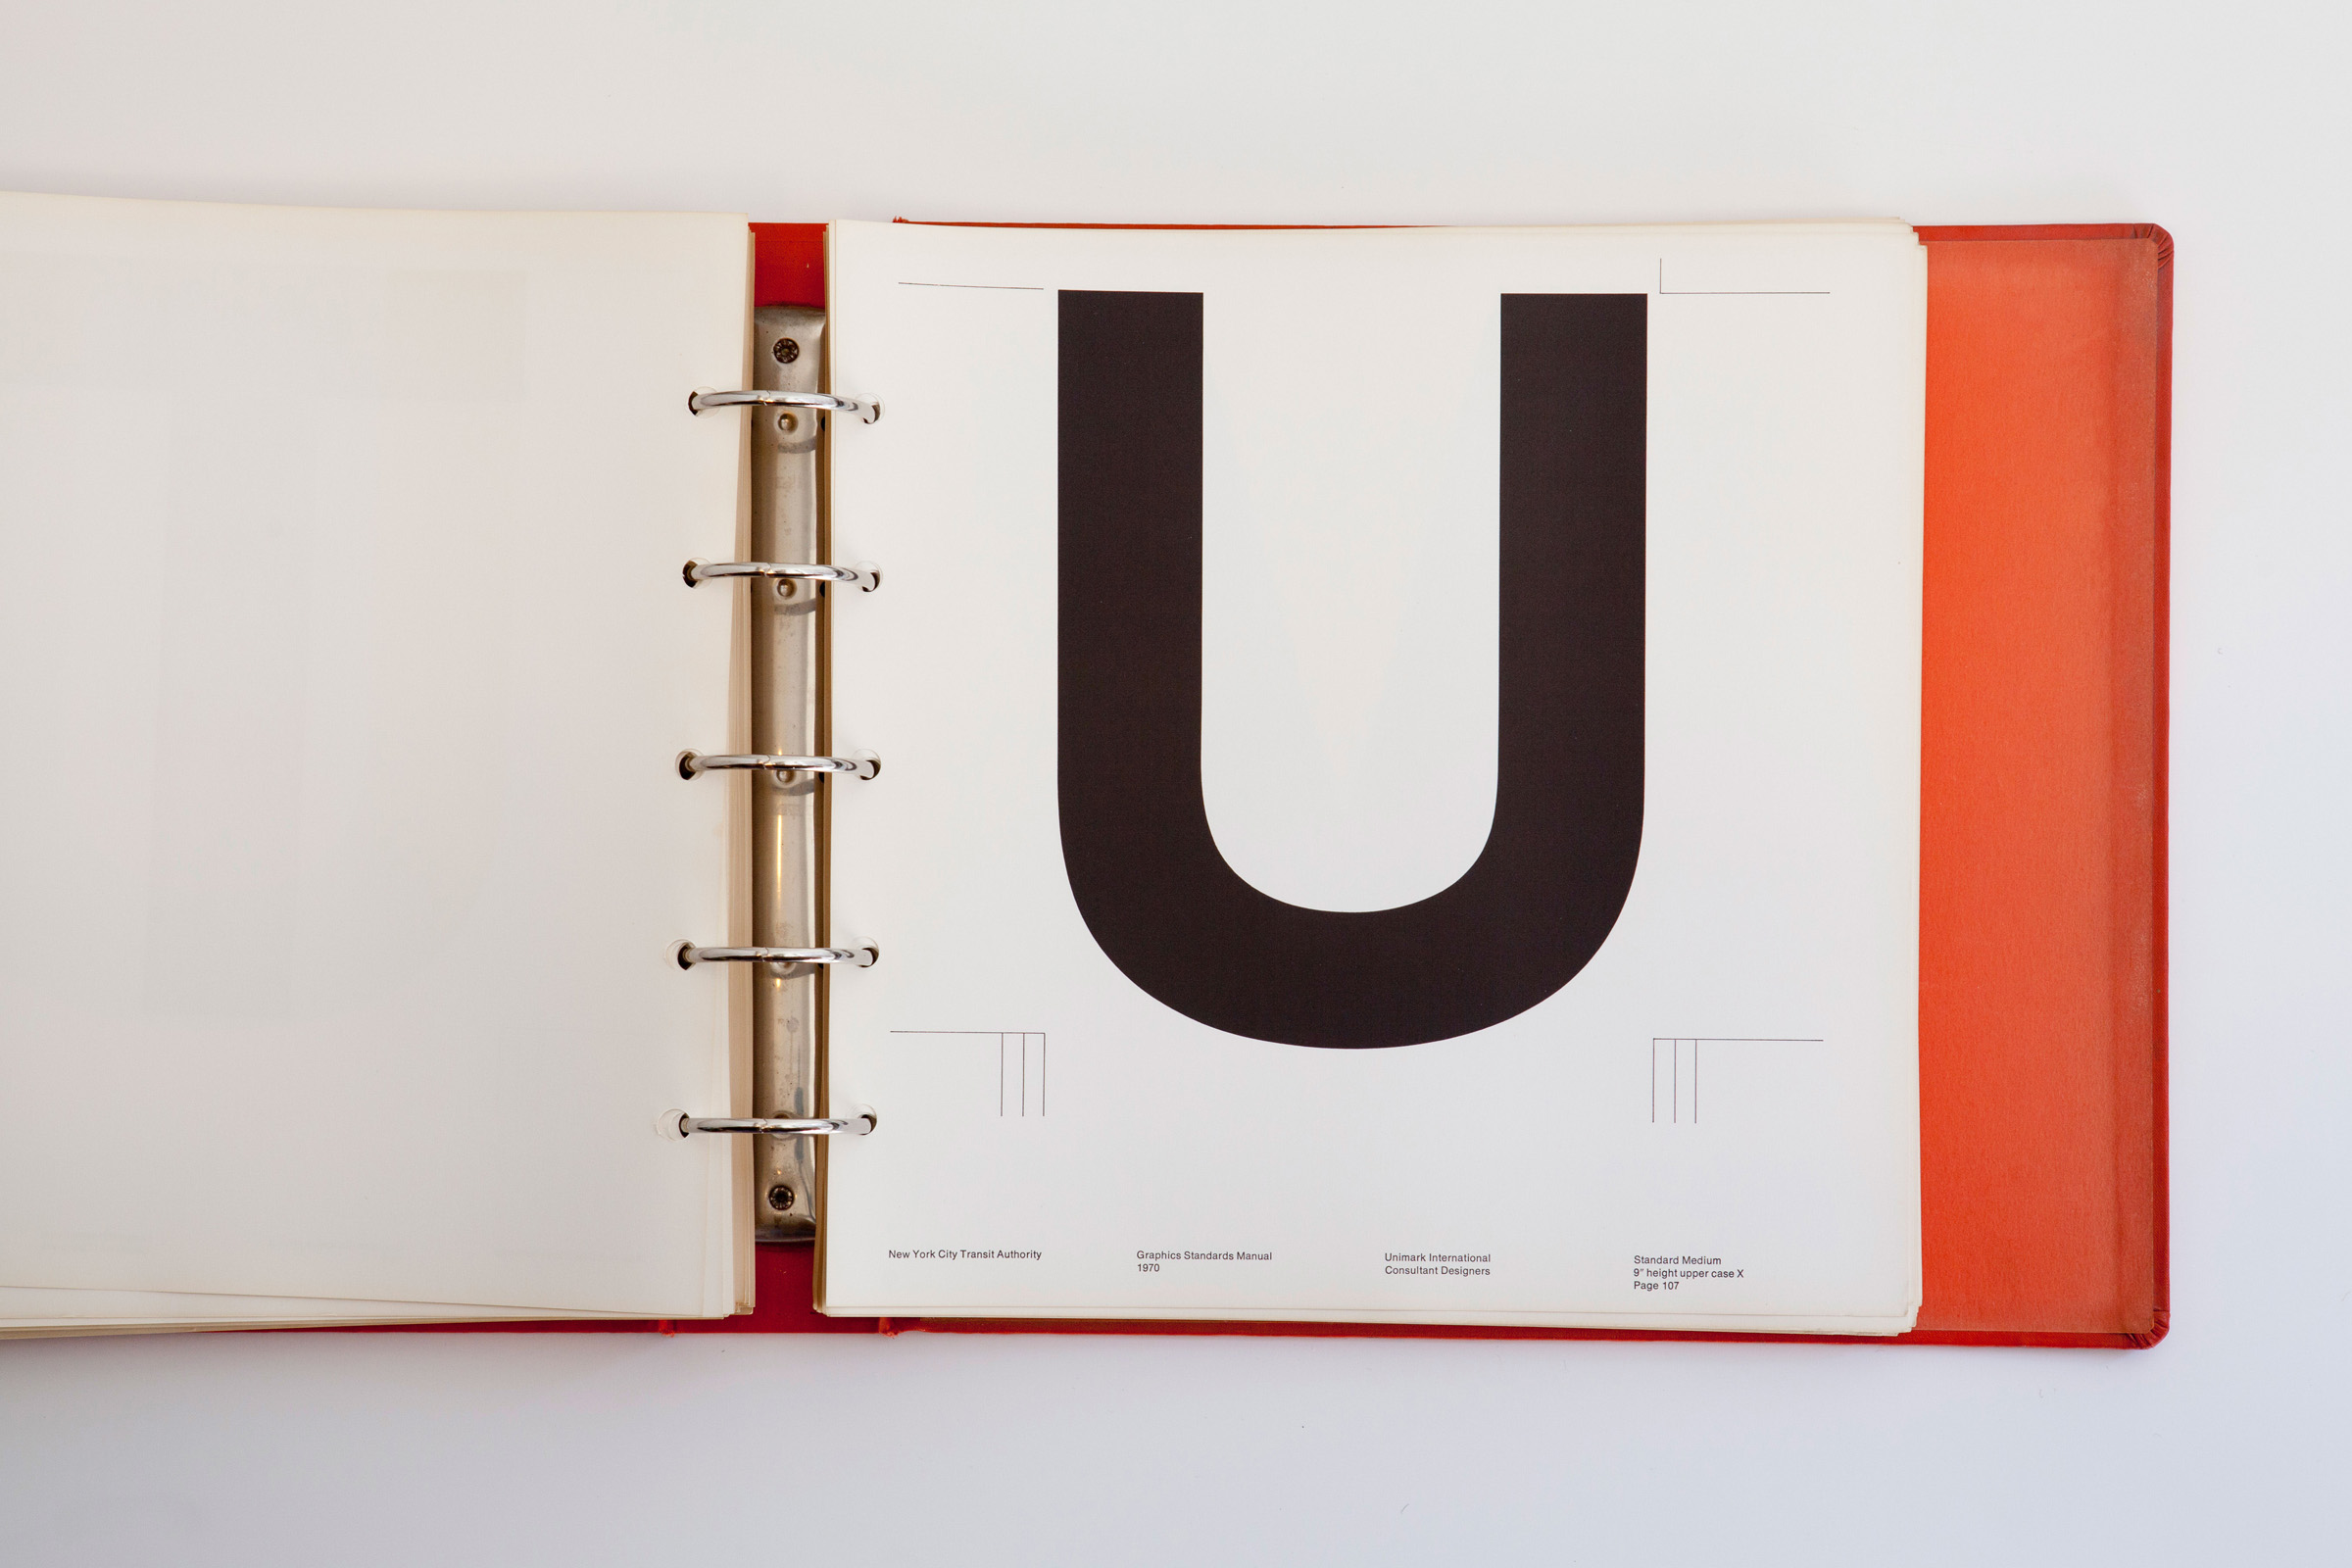 U
New York City Transit Authority
Graphics Standards Manual
1970
Unimark International
Consultant Designers
Standard Medium
9" height upper case X
Page 107